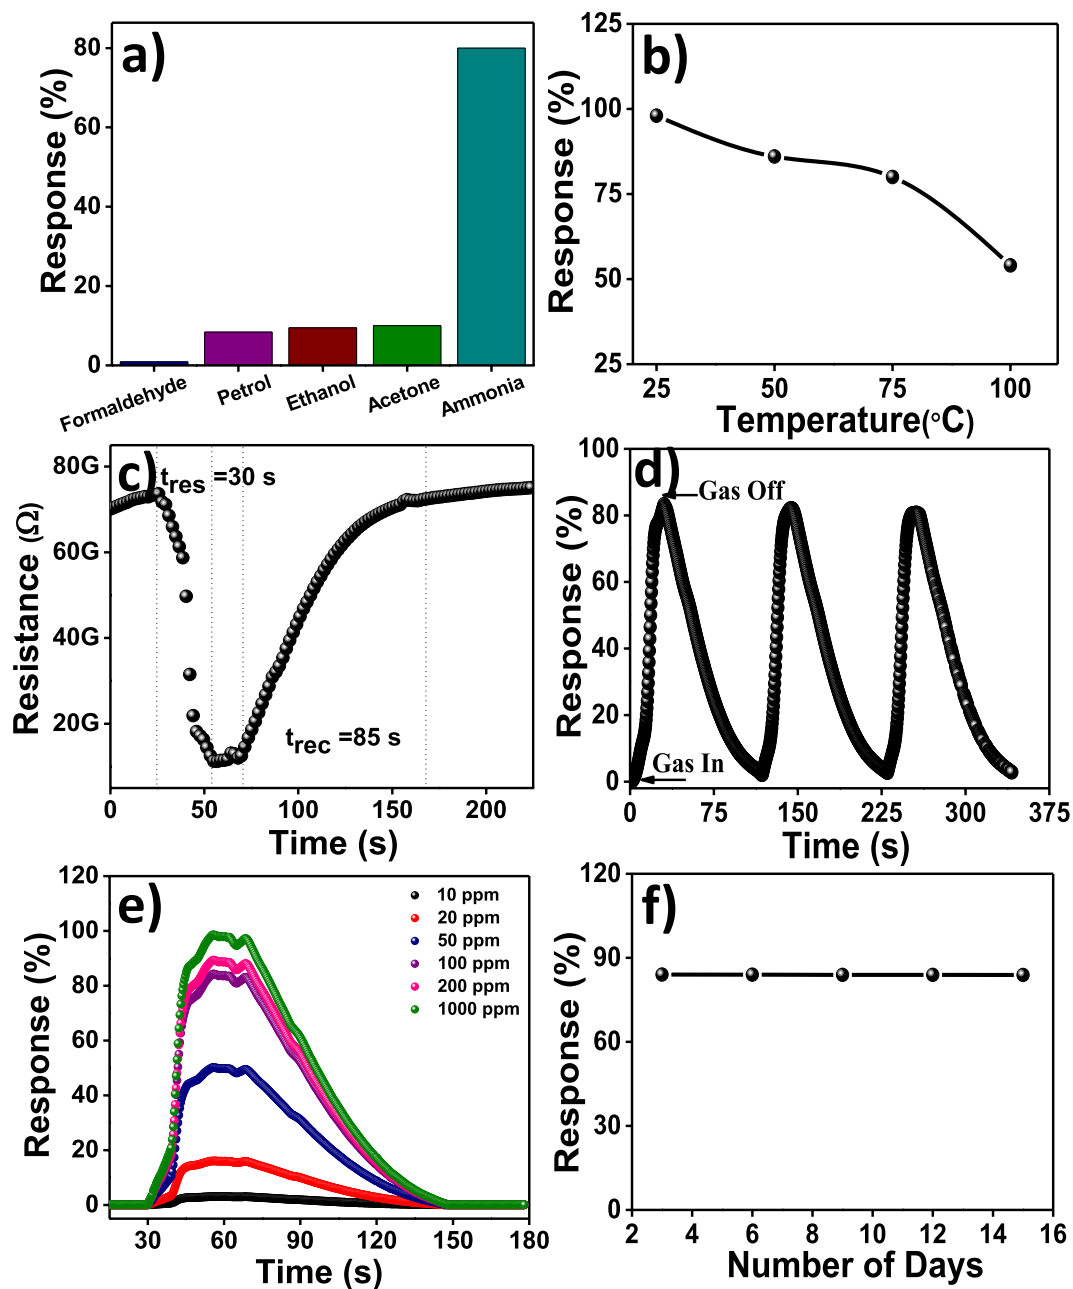 a)
Response (%)
80
60
40
20
0
Formaldehyde
Petrol
Ethanol
Acetone
Ammonia
b)
Response (%)
125
100
75
50
25
25
50
75
100
Temperature(°C)
c)
Resistance (Ω)
80G
60G
40G
20G
tres =30 s
trec =85 s
0
50
100
150
200
Time (s)
d)
Response (%)
100
80
60
40
20
0
Gas Off
Gas In
0
75
150
225
300
375
Time (s)
e)
Response (%)
120
100
80
60
40
20
0
10 ppm
20 ppm
50 ppm
100 ppm
200 ppm
1000 ppm
30
60
90
120
150
180
Time (s)
f)
Response (%)
120
90
60
30
0
2
4
6
8
10
12
14
16
Number of Days